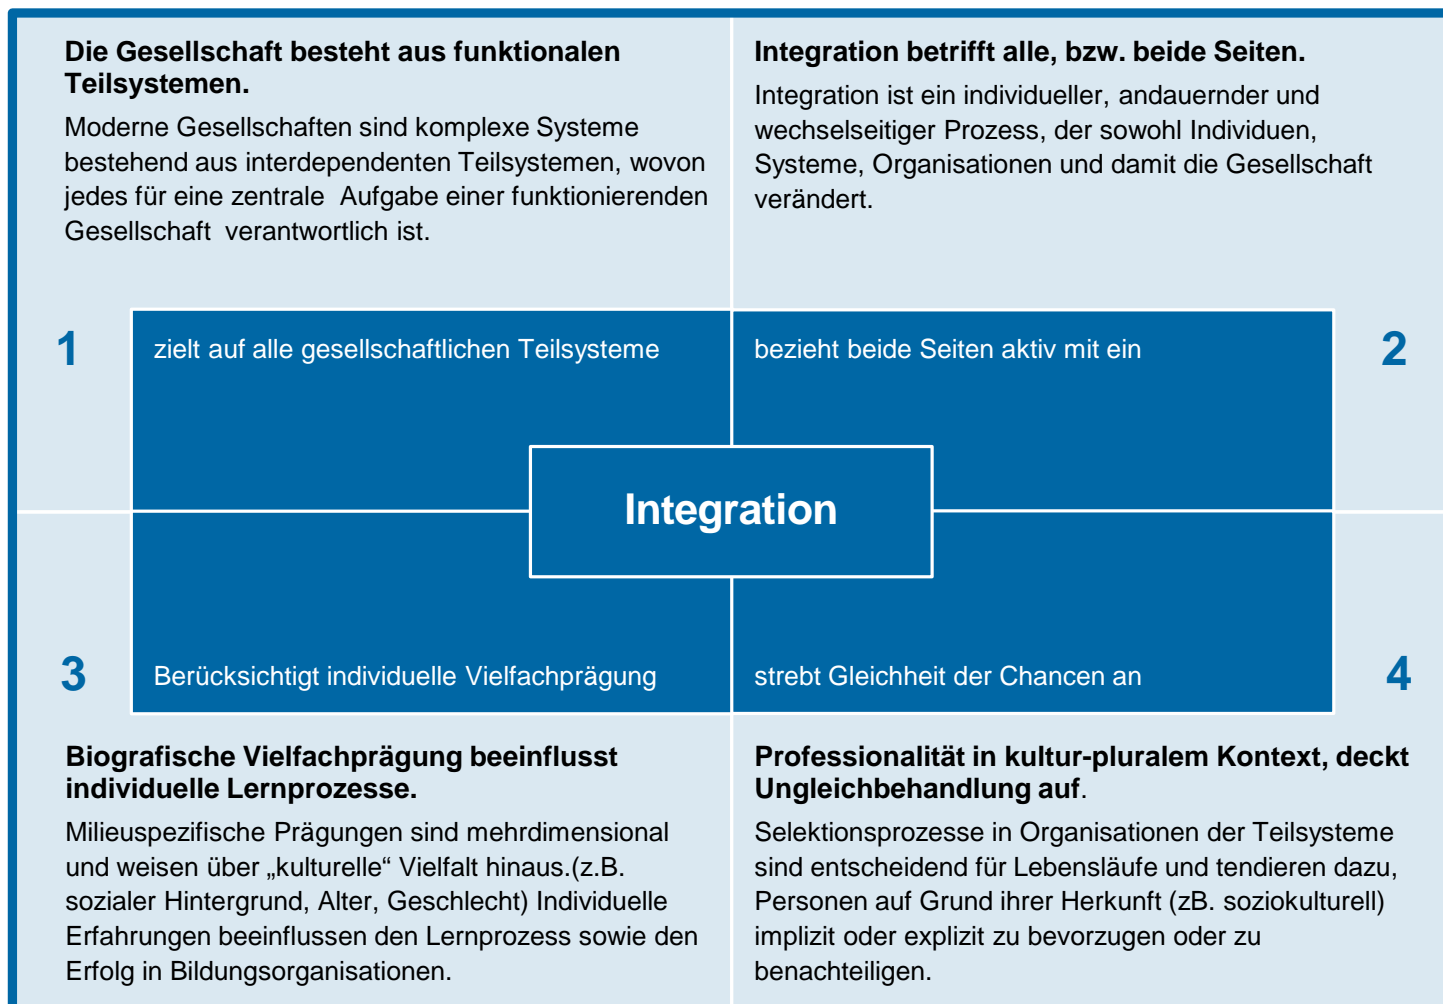 Die Gesellschaft besteht aus funktionalen
Teilsystemen.
Moderne Gesellschaften sind komplexe Systeme
bestehend aus interdependenten Teilsystemen, wovon
jedes für eine zentrale  Aufgabe einer funktionierenden
Gesellschaft  verantwortlich ist.
Integration betrifft alle, bzw. beide Seiten.
Integration ist ein individueller, andauernder und
wechselseitiger Prozess, der sowohl Individuen,
Systeme, Organisationen und damit die Gesellschaft
verändert.
1
zielt auf alle gesellschaftlichen Teilsysteme
bezieht beide Seiten aktiv mit ein
2
Integration
3
Berücksichtigt individuelle Vielfachprägung
strebt Gleichheit der Chancen an
4
Biografische Vielfachprägung beeinflusst
individuelle Lernprozesse.
Milieuspezifische Prägungen sind mehrdimensional
und weisen über „kulturelle“ Vielfalt hinaus.(z.B.
sozialer Hintergrund, Alter, Geschlecht) Individuelle
Erfahrungen beeinflussen den Lernprozess sowie den
Erfolg in Bildungsorganisationen.
Professionalität in kultur-pluralem Kontext, deckt
Ungleichbehandlung auf.
Selektionsprozesse in Organisationen der Teilsysteme
sind entscheidend für Lebensläufe und tendieren dazu,
Personen auf Grund ihrer Herkunft (zB. soziokulturell)
implizit oder explizit zu bevorzugen oder zu
benachteiligen.